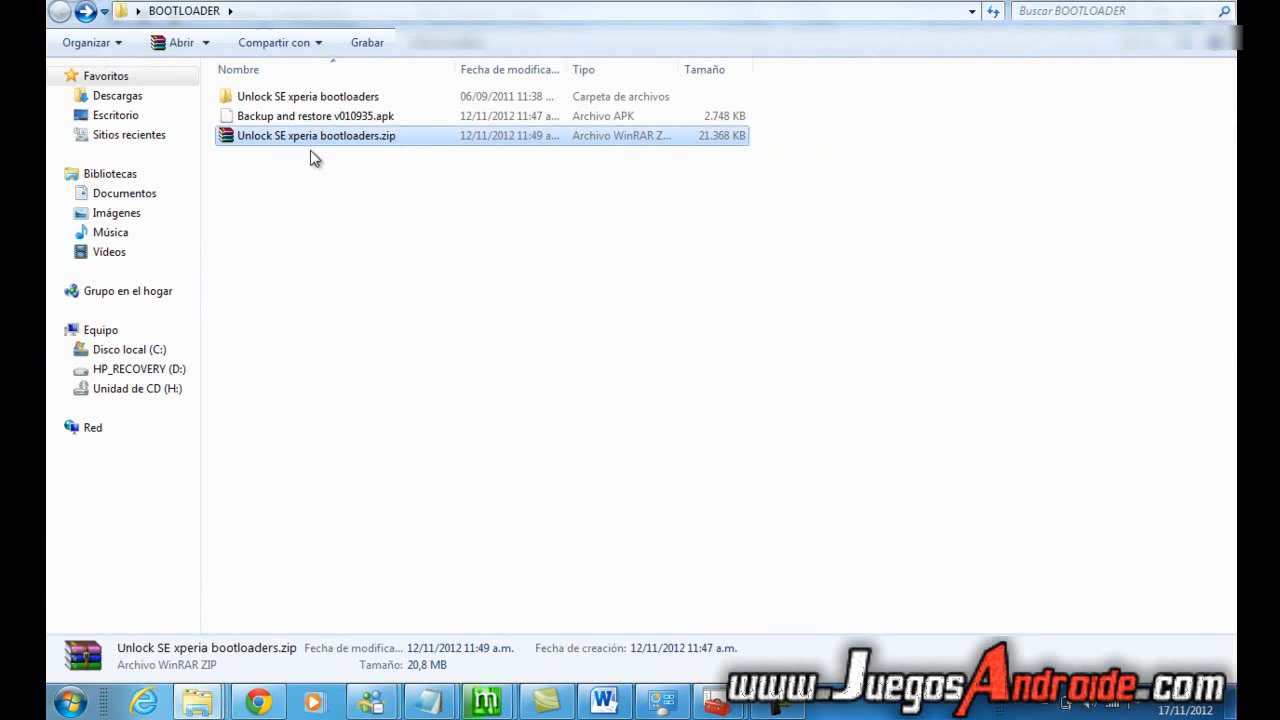 BOOTLOADER
Buscar BOOTLOADER
Organizar Abrir Compartir con Grabar
Nombre Fecha de modifica... Tipo Tamaño
Favoritos
Descargas
Escritorio
Sitios recientes
Bibliotecas
Documentos
Imágenes
Música
Vídeos
Grupo en el hogar
Equipo
Disco local (C:)
HP_RECOVERY (D:)
Unidad de CD (H:)
Red
Unlock SE xperia bootloaders 06/09/2011 11:38 ... Carpeta de archivos
Backup and restore v010935.apk 12/11/2012 11:47 a... Archivo APK 2.748 KB
Unlock SE xperia bootloaders.zip 12/11/2012 11:49 a... Archivo WinRAR Z... 21.368 KB
Unlock SE xperia bootloaders.zip Fecha de modifica... 12/11/2012 11:49 a.m. Fecha de creación: 12/11/2012 11:47 a.m.
Archivo WinRAR ZIP Tamaño: 20,8 MB
www.JuegosAndroide.com
17/11/2012